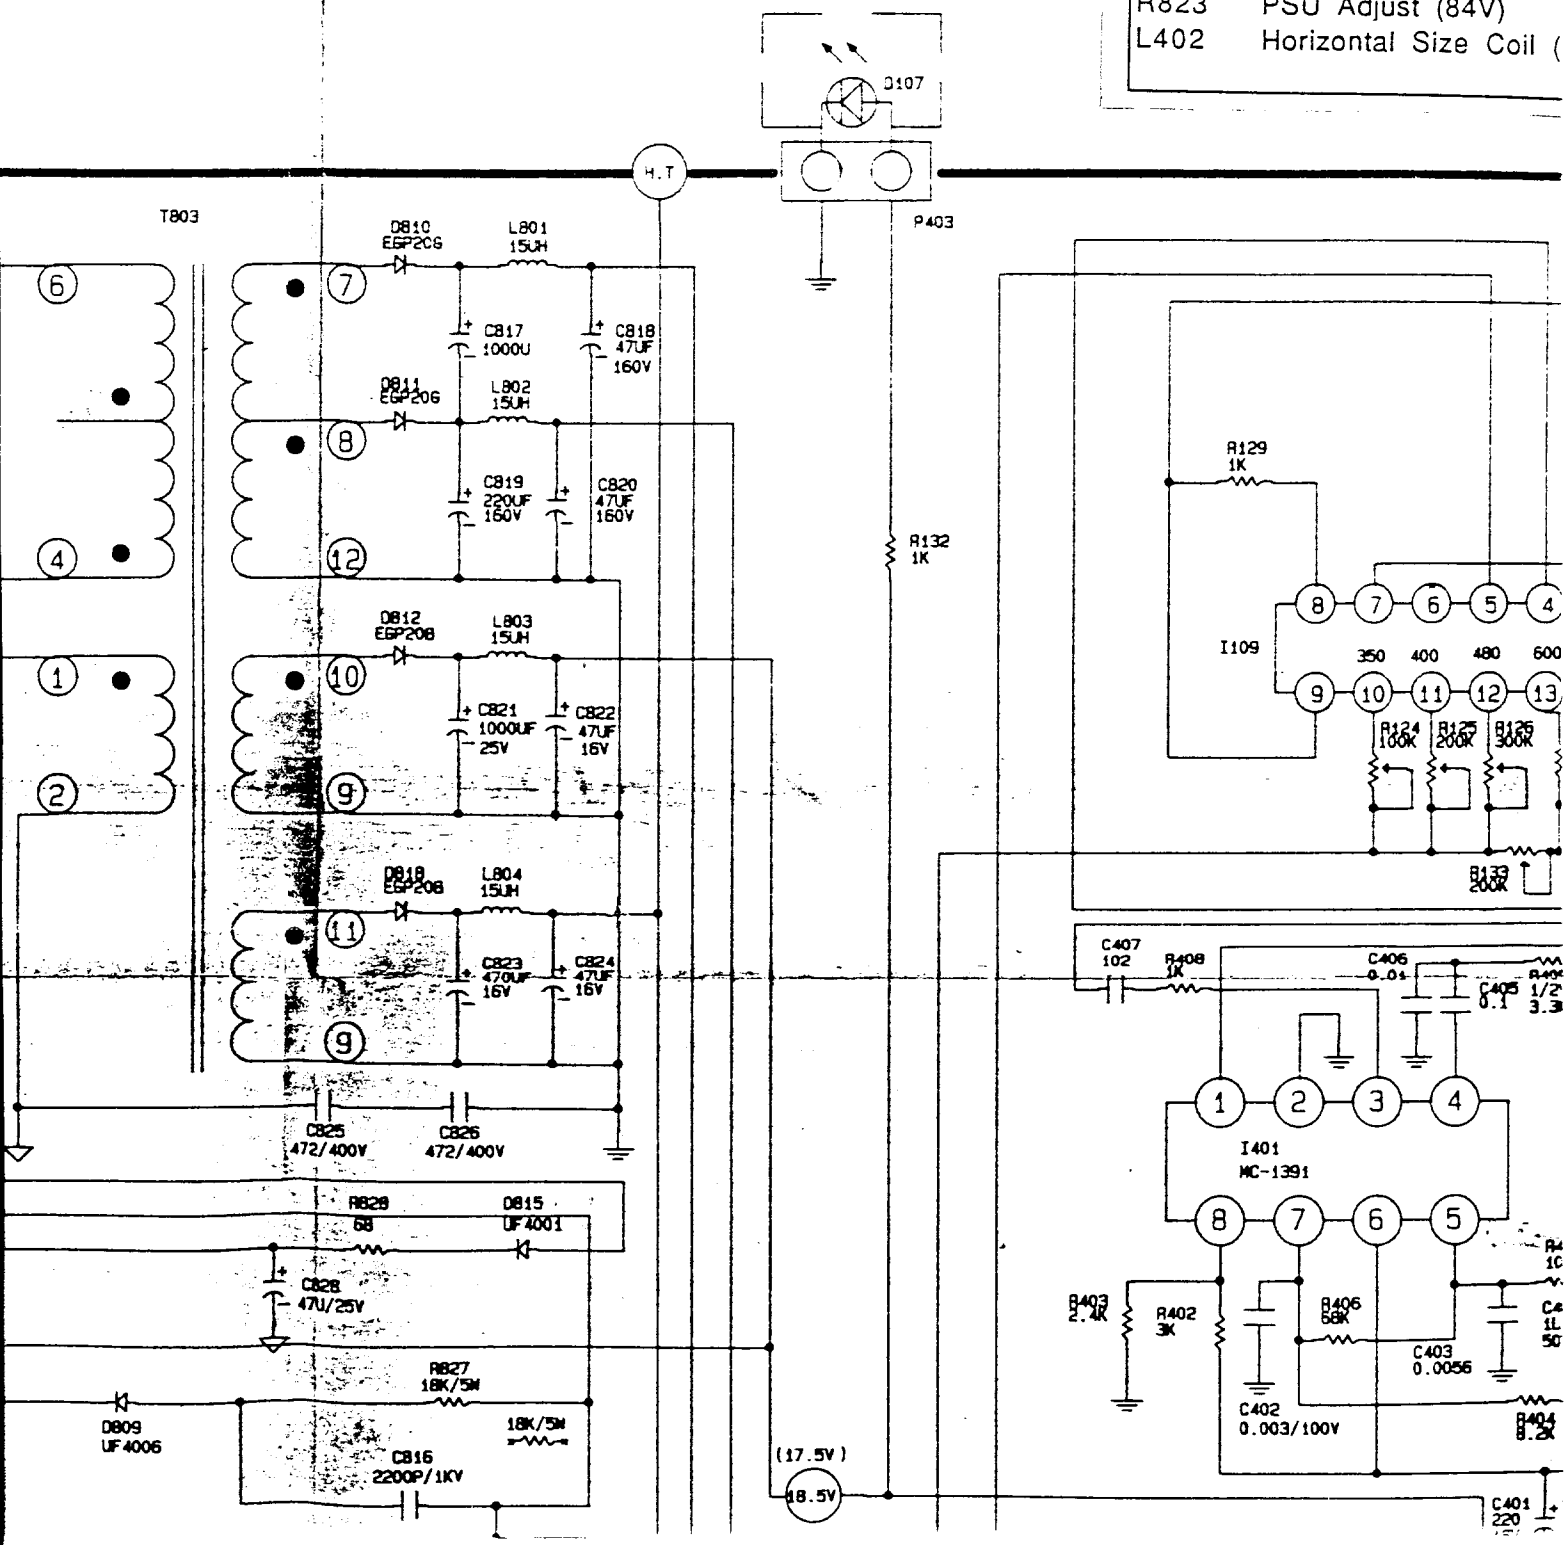 R823 PSU Adjust (84V)
L402 Horizontal Size Coil (
D107
H.T
P403
T803
6
4
1
2
7
8
12
10
9
11
9
D810
EGP20G
L801
15UH
C817
1000U
C818
47UF
160V
D811
EGP20G
L802
15UH
C819
220UF
160V
C820
47UF
160V
D812
EGP20B
L803
15UH
C821
1000UF
25V
C822
47UF
16V
D818
EGP20B
L804
15UH
C823
470UF
16V
C824
47UF
16V
C825
472/400V
C826
472/400V
R828
68
D815
UF4001
C828
47U/25V
R827
18K/5W
18K/5W
D809
UF4006
C816
2200P/1KV
(17.5V)
18.5V
R132
1K
R129
1K
I109
8
7
6
5
4
350
400
480
600
9
10
11
12
13
R124
100K
R125
200K
R126
300K
R133
200K
C407
102
R408
1K
C406
0.01
C405
0.1
1/2
1
2
3
4
I401
MC-1391
8
7
6
5
R403
2.4K
R402
3K
R406
68K
C403
0.0056
C402
0.003/100V
R404
8.2K
C401
220